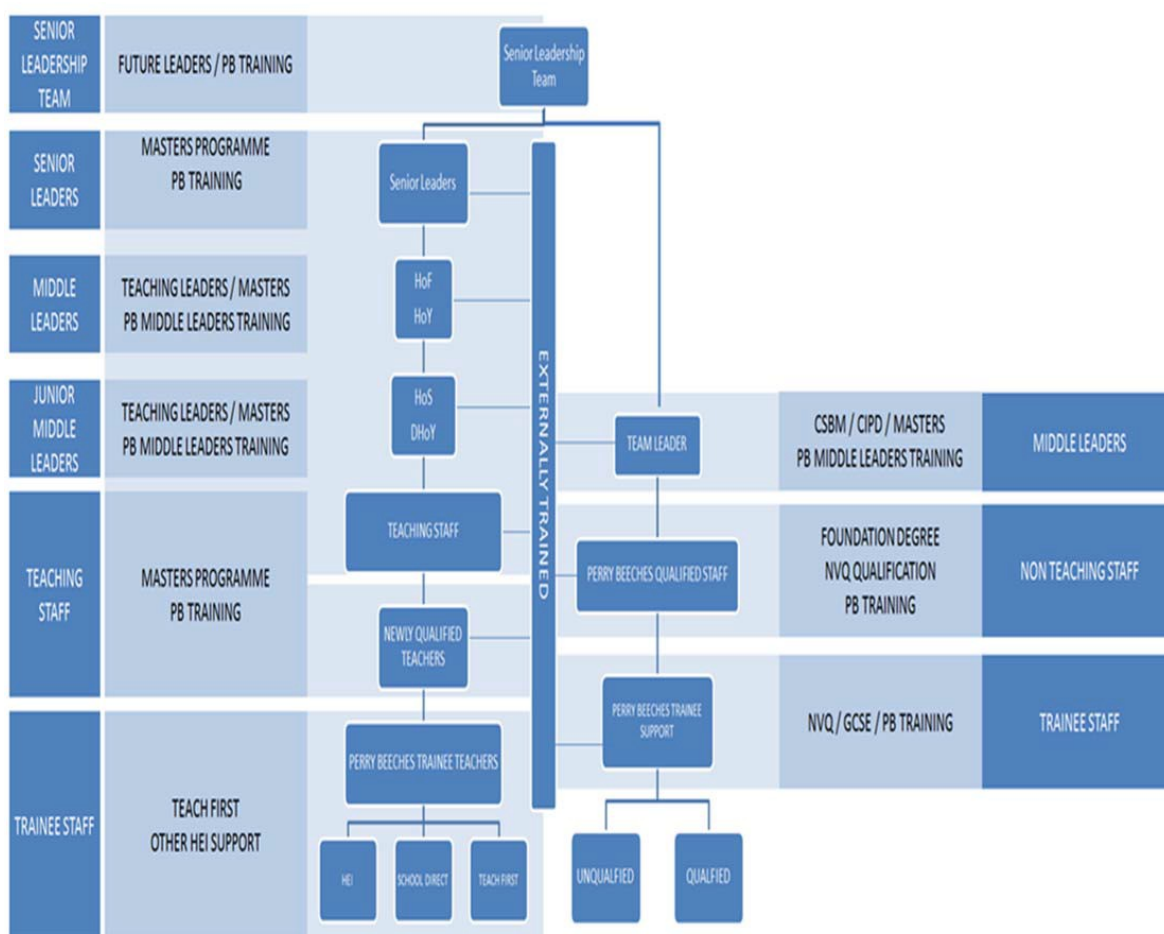 SENIOR
LEADERSHIP
TEAM
FUTURE LEADERS / PB TRAINING
Senior Leadership
Team
SENIOR
LEADERS
MASTERS PROGRAMME
PB TRAINING
Senior Leaders
MIDDLE
LEADERS
TEACHING LEADERS / MASTERS
PB MIDDLE LEADERS TRAINING
HoF
HoY
JUNIOR
MIDDLE
LEADERS
TEACHING LEADERS / MASTERS
PB MIDDLE LEADERS TRAINING
HoS
DHoY
TEACHING
STAFF
MASTERS PROGRAMME
PB TRAINING
TEACHING STAFF
NEWLY QUALIFIED
TEACHERS
TRAINEE STAFF
TEACH FIRST
OTHER HEI SUPPORT
PERRY BEECHES TRAINEE TEACHERS
HEI
SCHOOL DIRECT
TEACH FIRST
EXTERNALLY TRAINED
TEAM LEADER
CSBM / CIPD / MASTERS
PB MIDDLE LEADERS TRAINING
MIDDLE LEADERS
PERRY BEECHES QUALIFIED STAFF
FOUNDATION DEGREE
NVQ QUALIFICATION
PB TRAINING
NON TEACHING STAFF
PERRY BEECHES TRAINEE
SUPPORT
NVQ / GCSE / PB TRAINING
TRAINEE STAFF
UNQUALFIED
QUALFIED